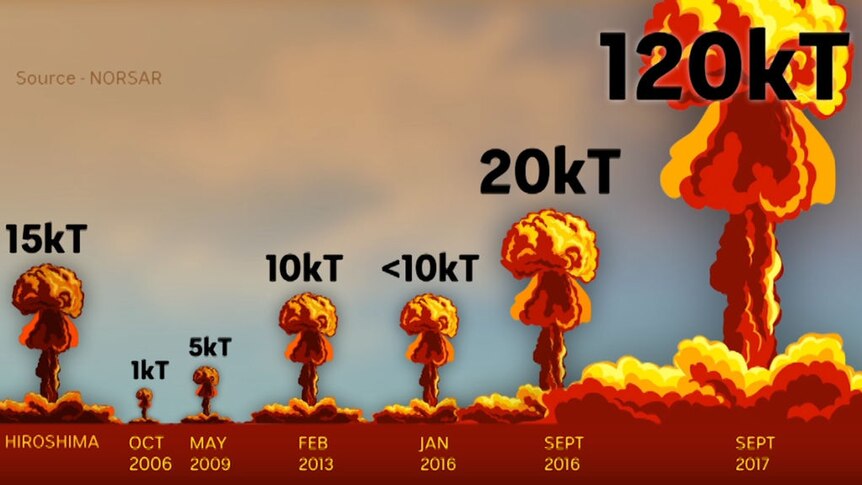 Source - NORSAR
120kT
20kT
15kT
10kT
<10kT
5kT
1kT
HIROSHIMA
OCT
2006
MAY
2009
FEB
2013
JAN
2016
SEPT
2016
SEPT
2017